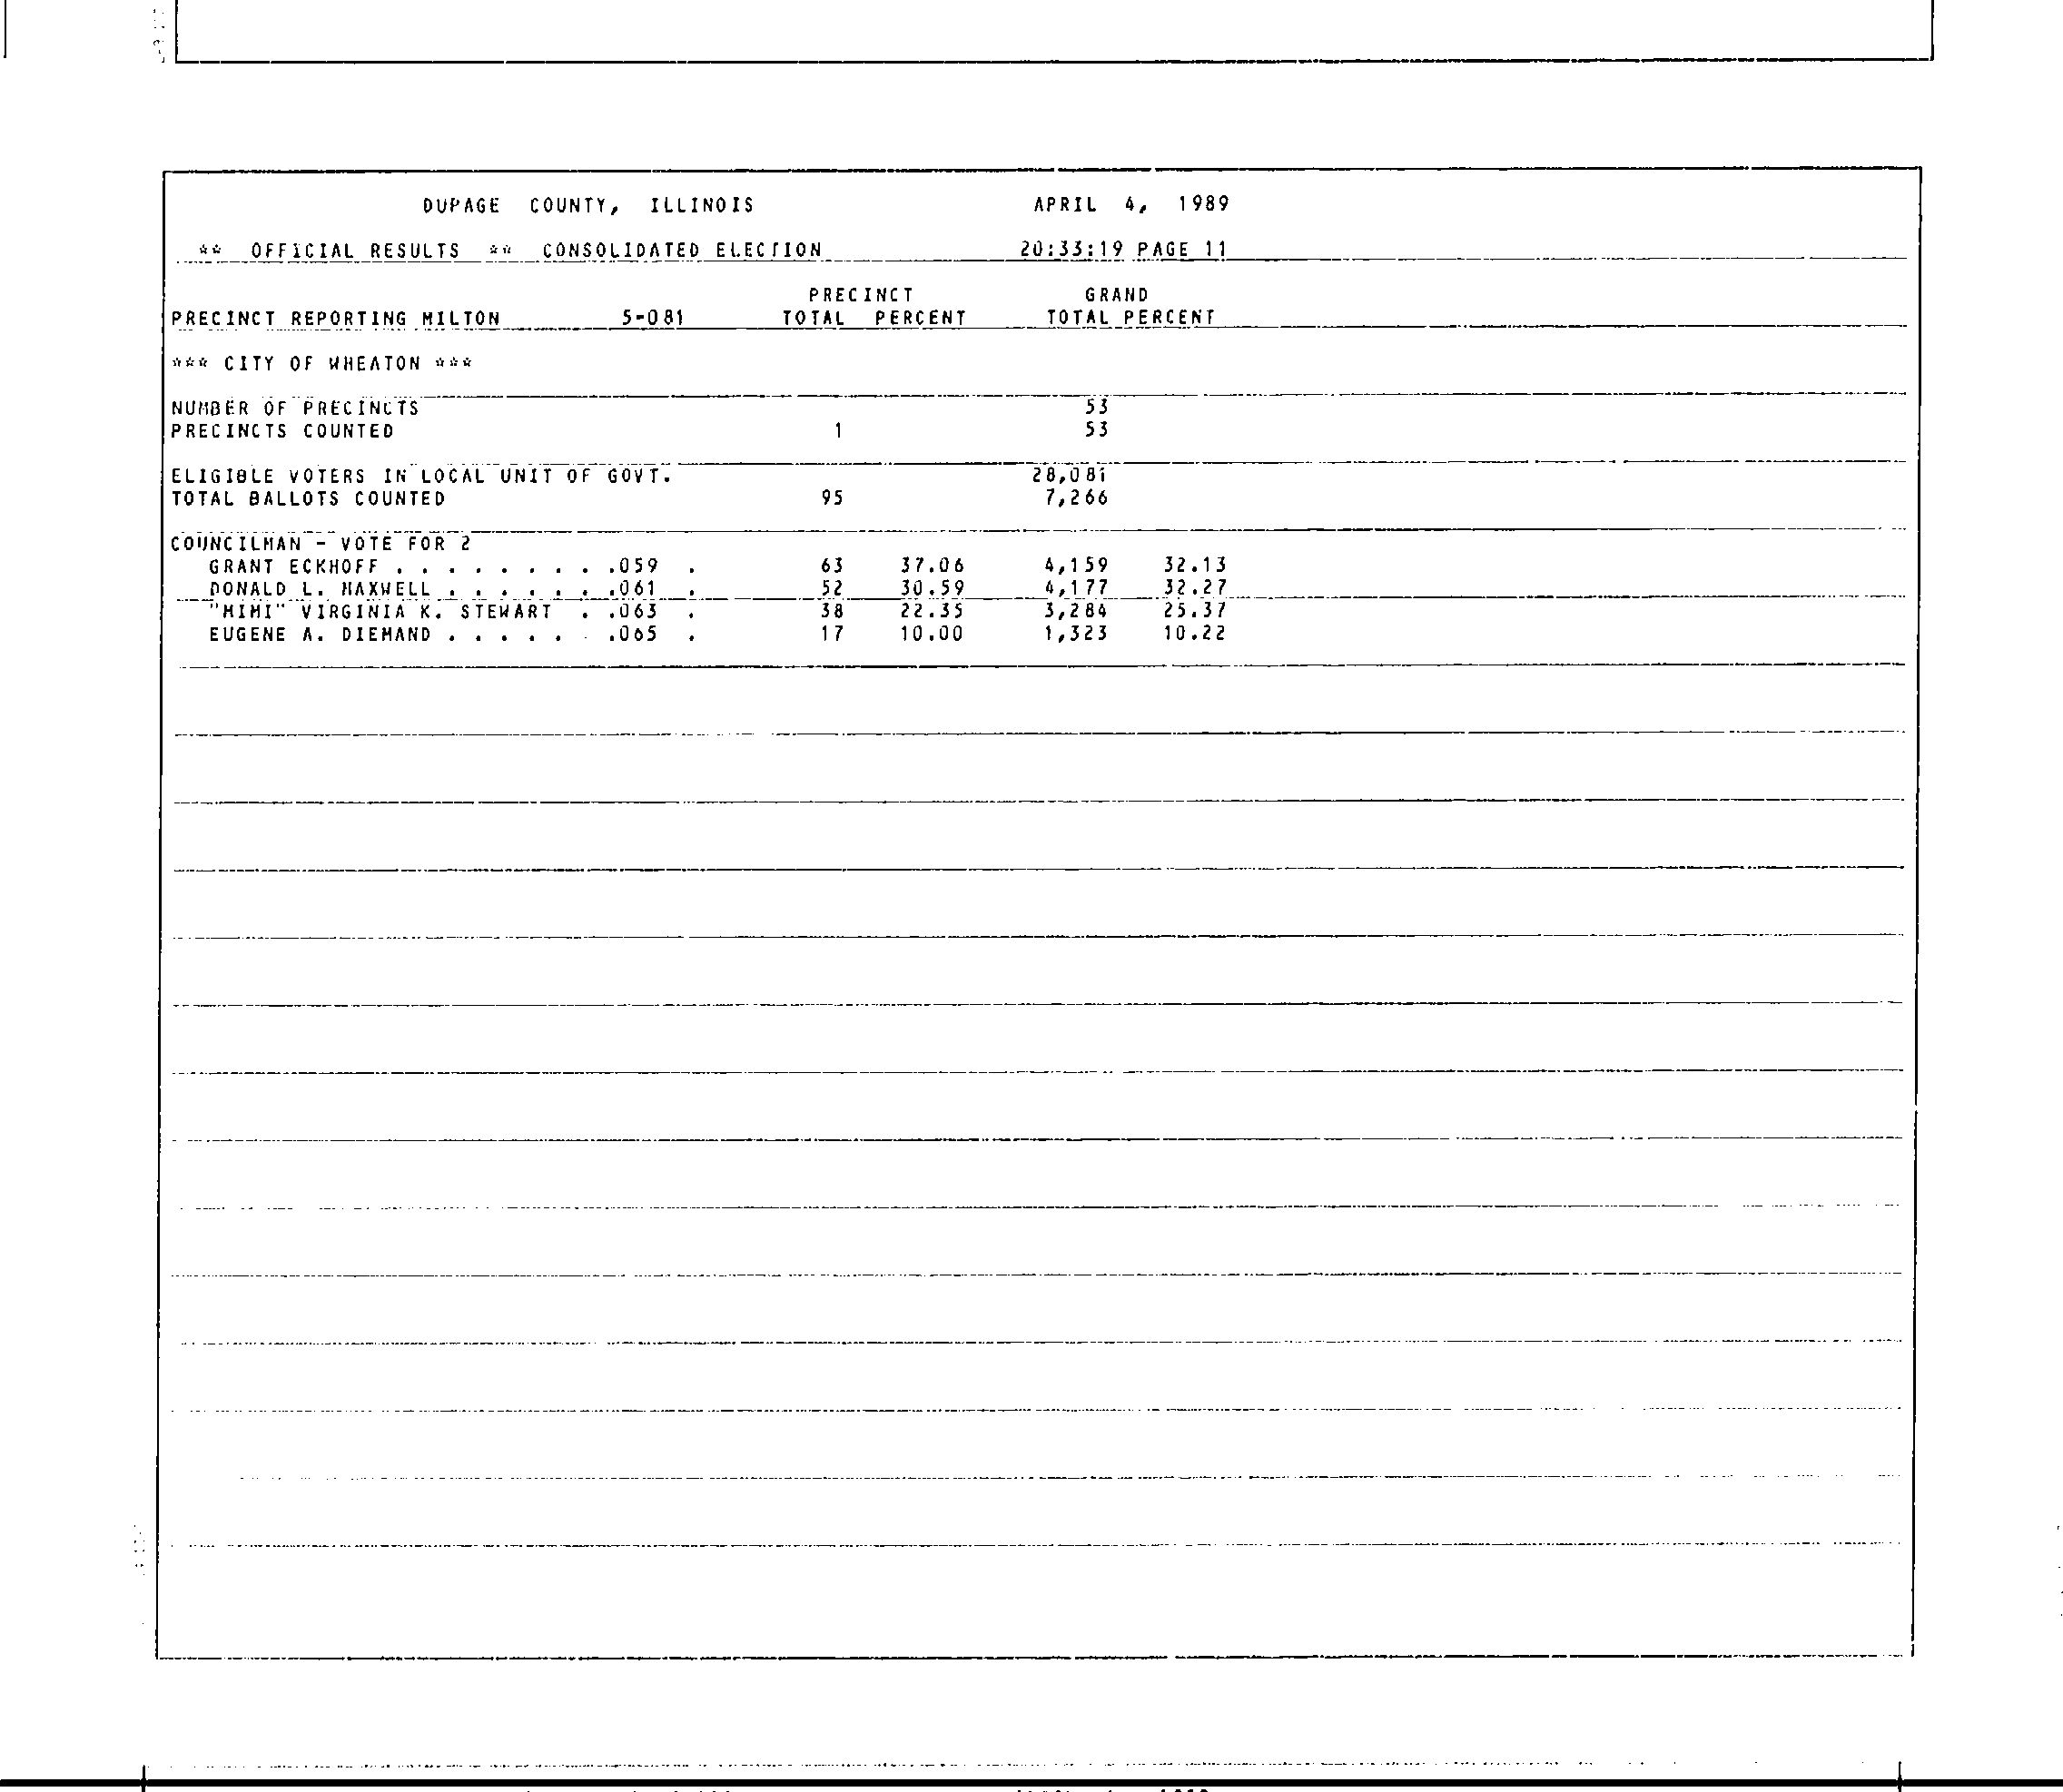 DUPAGE COUNTY, ILLINOIS APRIL 4, 1989
** OFFICIAL RESULTS ** CONSOLIDATED ELECTION 20:33:19 PAGE 11
PRECINCT GRAND
PRECINCT REPORTING MILTON 5-081 TOTAL PERCENT TOTAL PERCENT
*** CITY OF WHEATON ***
NUMBER OF PRECINCTS 53
PRECINCTS COUNTED 1 53
ELIGIBLE VOTERS IN LOCAL UNIT OF GOVT. 28,081
TOTAL BALLOTS COUNTED 95 7,266
COUNCILMAN - VOTE FOR 2
GRANT ECKHOFF . . . . . . . . .059 . 63 37.06 4,159 32.13
DONALD L. MAXWELL . . . . . . .061 . 52 30.59 4,177 32.27
"MIMI" VIRGINIA K. STEWART . .063 . 38 22.35 3,284 25.37
EUGENE A. DIEMAND . . . . . . .065 . 17 10.00 1,323 10.22